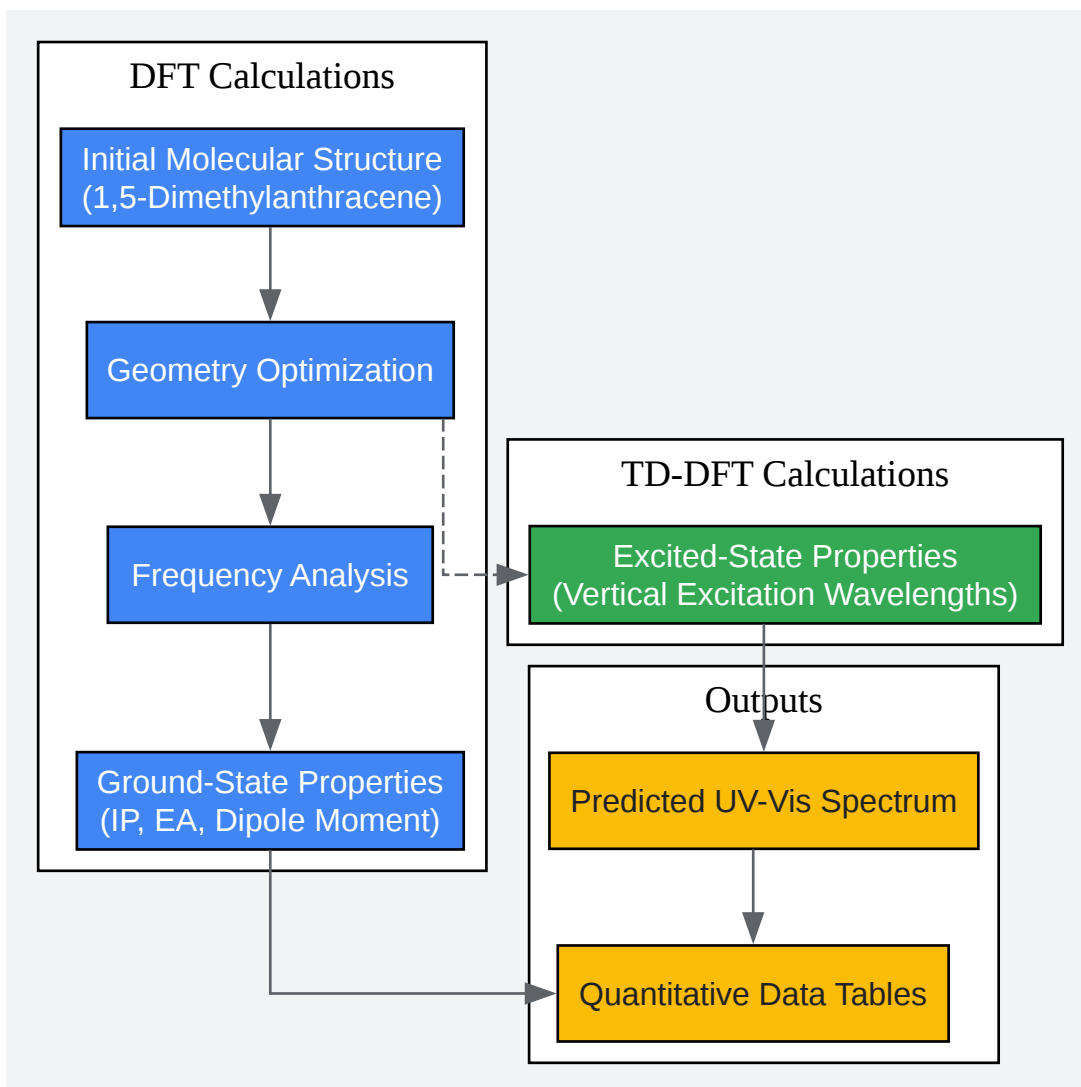 DFT Calculations
Initial Molecular Structure
(1,5-Dimethylanthracene)
Geometry Optimization
Frequency Analysis
Ground-State Properties
(IP, EA, Dipole Moment)
TD-DFT Calculations
Excited-State Properties
(Vertical Excitation Wavelengths)
Outputs
Predicted UV-Vis Spectrum
Quantitative Data Tables